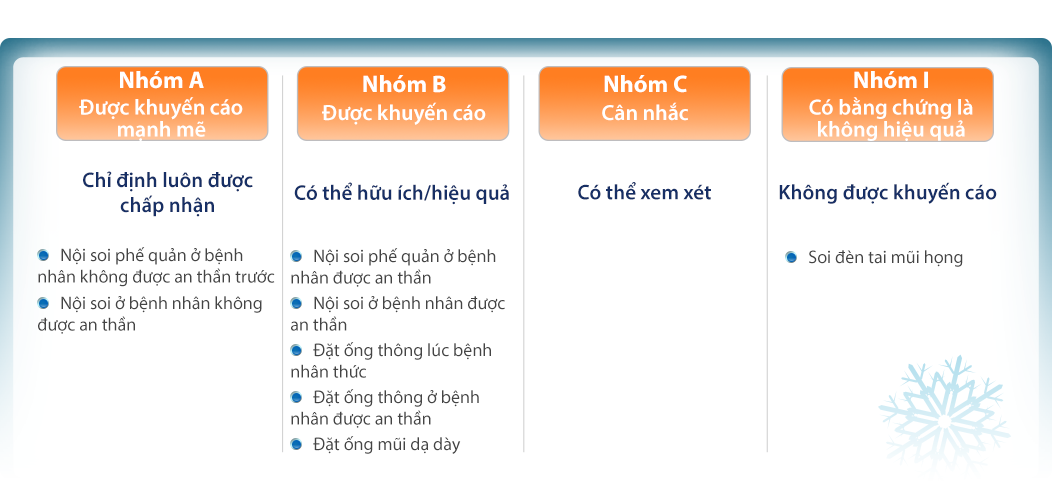 Nhóm A
Được khuyến cáo
mạnh mẽ
Chỉ định luôn được
chấp nhận
Nội soi phế quản ở bệnh
nhân không được an thần trước
Nội soi ở bệnh nhân không
được an thần
Nhóm B
Được khuyến cáo
Có thể hữu ích/hiệu quả
Nội soi phế quản ở bệnh
nhân được an thần
Nội soi ở bệnh nhân được
an thần
Đặt ống thông lúc bệnh
nhân thức
Đặt ống thông ở bệnh
nhân được an thần
Đặt ống mũi dạ dày
Nhóm C
Cân nhắc
Có thể xem xét
Nhóm I
Có bằng chứng là
không hiệu quả
Không được khuyến cáo
Soi đèn tai mũi họng